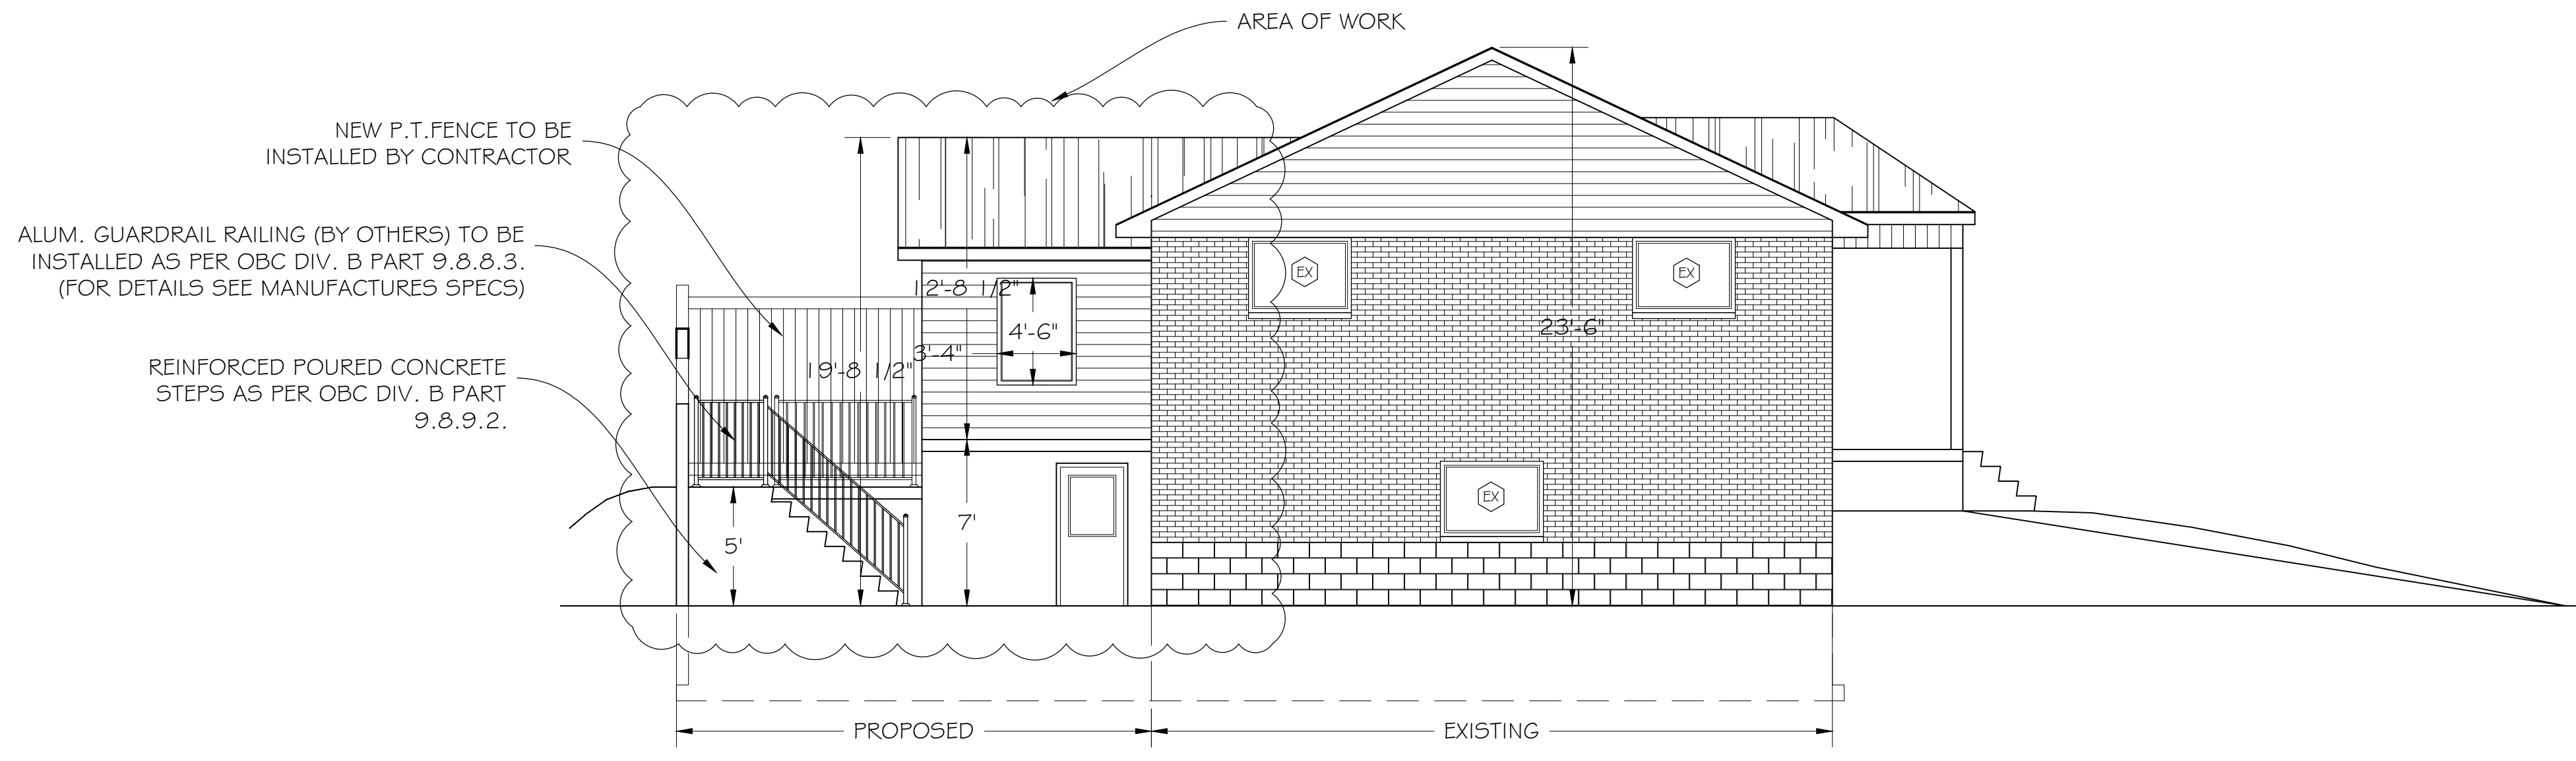 AREA OF WORK
NEW P.T.FENCE TO BE
INSTALLED BY CONTRACTOR
ALUM. GUARDRAIL RAILING (BY OTHERS) TO BE
INSTALLED AS PER OBC DIV. B PART 9.8.8.3.
(FOR DETAILS SEE MANUFACTURES SPECS)
REINFORCED POURED CONCRETE
STEPS AS PER OBC DIV. B PART
9.8.9.2.
12'-8 1/2"
4'-6"
3'-4"
19'-8 1/2"
EX
EX
23'-6"
EX
7'
5'
PROPOSED
EXISTING